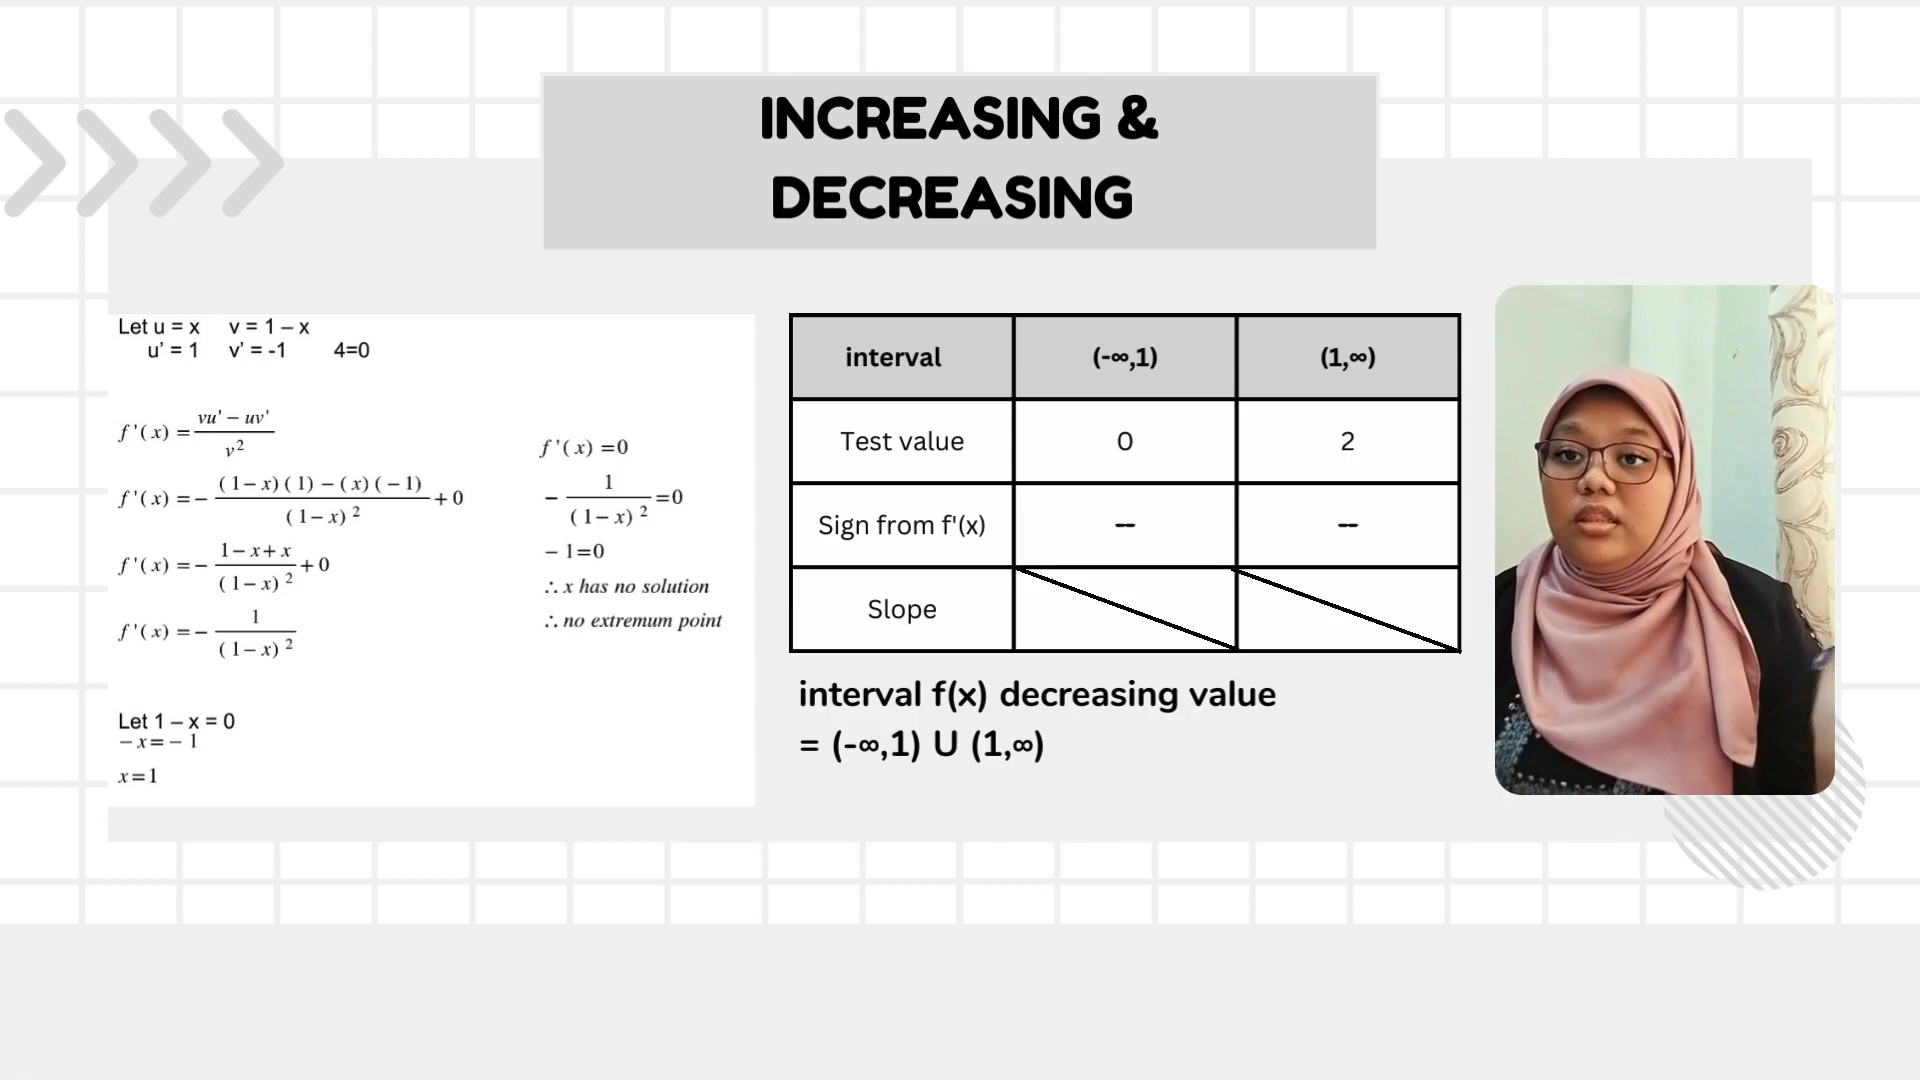 INCREASING &
DECREASING
Let u = x v = 1 – x
u’ = 1 v’ = -1 4=0
f '( x) = vu' − uv' / v²
f '( x) = − ( 1− x) ( 1) − (x) ( − 1) / ( 1− x) ² + 0
f '( x) = − 1− x+ x / ( 1− x) ² + 0
f '( x) = − 1 / ( 1− x) ²
Let 1 – x = 0
− x= − 1
x=1
f '( x) =0
− 1 / ( 1− x) ² =0
− 1=0
∴ x has no solution
∴ no extremum point
interval (-∞,1) (1,∞)
Test value 0 2
Sign from f'(x) – –
Slope
interval f(x) decreasing value
= (-∞,1) U (1,∞)